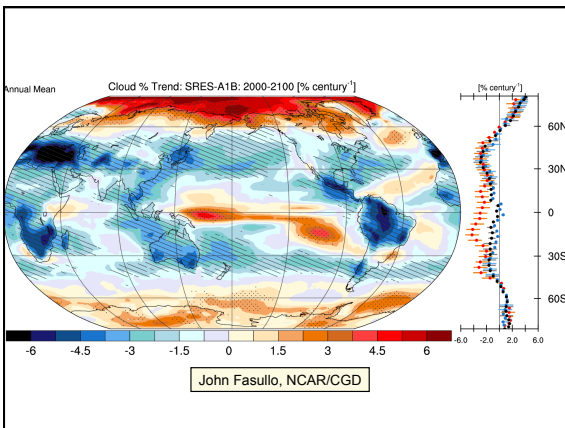 Annual Mean
Cloud % Trend: SRES-A1B: 2000-2100 [% century-1]
[% century-1]
60N
30N
0
30S
60S
-6 -4.5 -3 -1.5 0 1.5 3 4.5 6
-6.0 -2.0 2.0 6.0
John Fasullo, NCAR/CGD